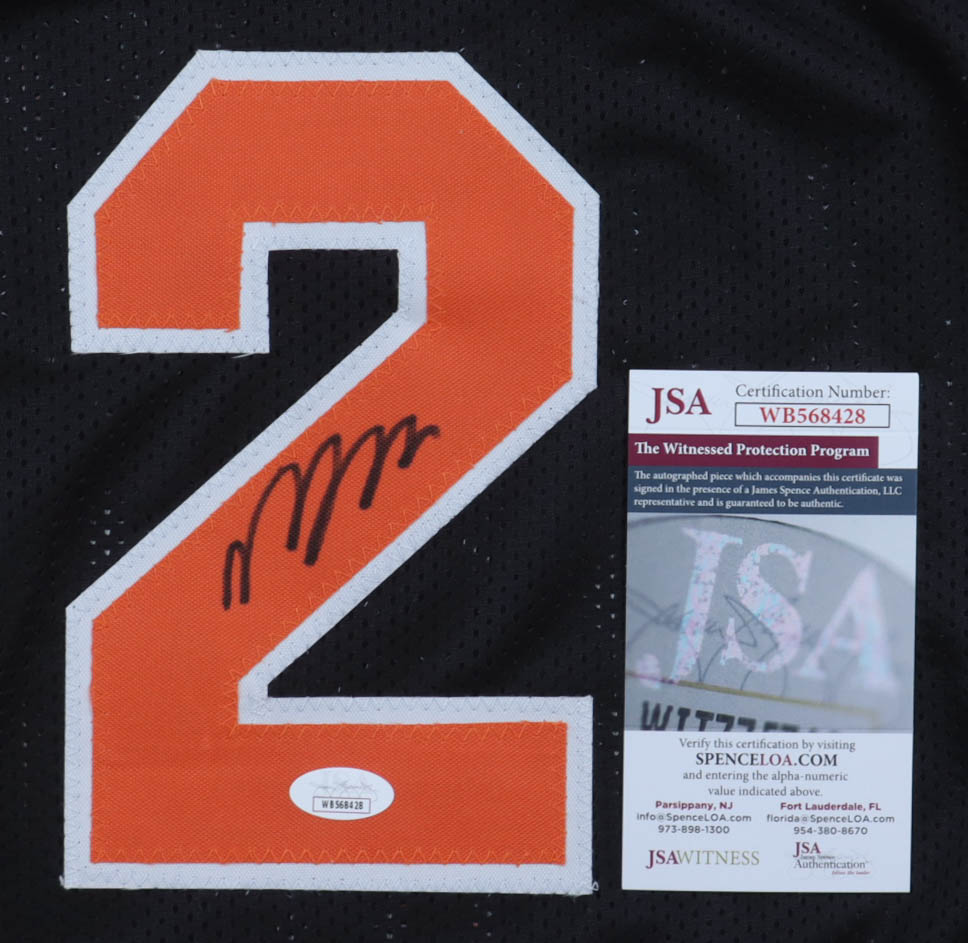 2
WB568428
JSA
Certification Number:
WB568428
The Witnessed Protection Program
The autographed piece which accompanies this certificate was
signed in the presence of a James Spence Authentication, LLC
representative and is guaranteed to be authentic.
JSA
Verify this certification by visiting
SPENCELOA.COM
and entering the alpha-numeric
value indicated above.
Parsippany, NJ
info@SpenceLOA.com
973-898-1300
Fort Lauderdale, FL
florida@SpenceLOA.com
954-380-8670
JSAWITNESS
JSA
James Spence
Authentication